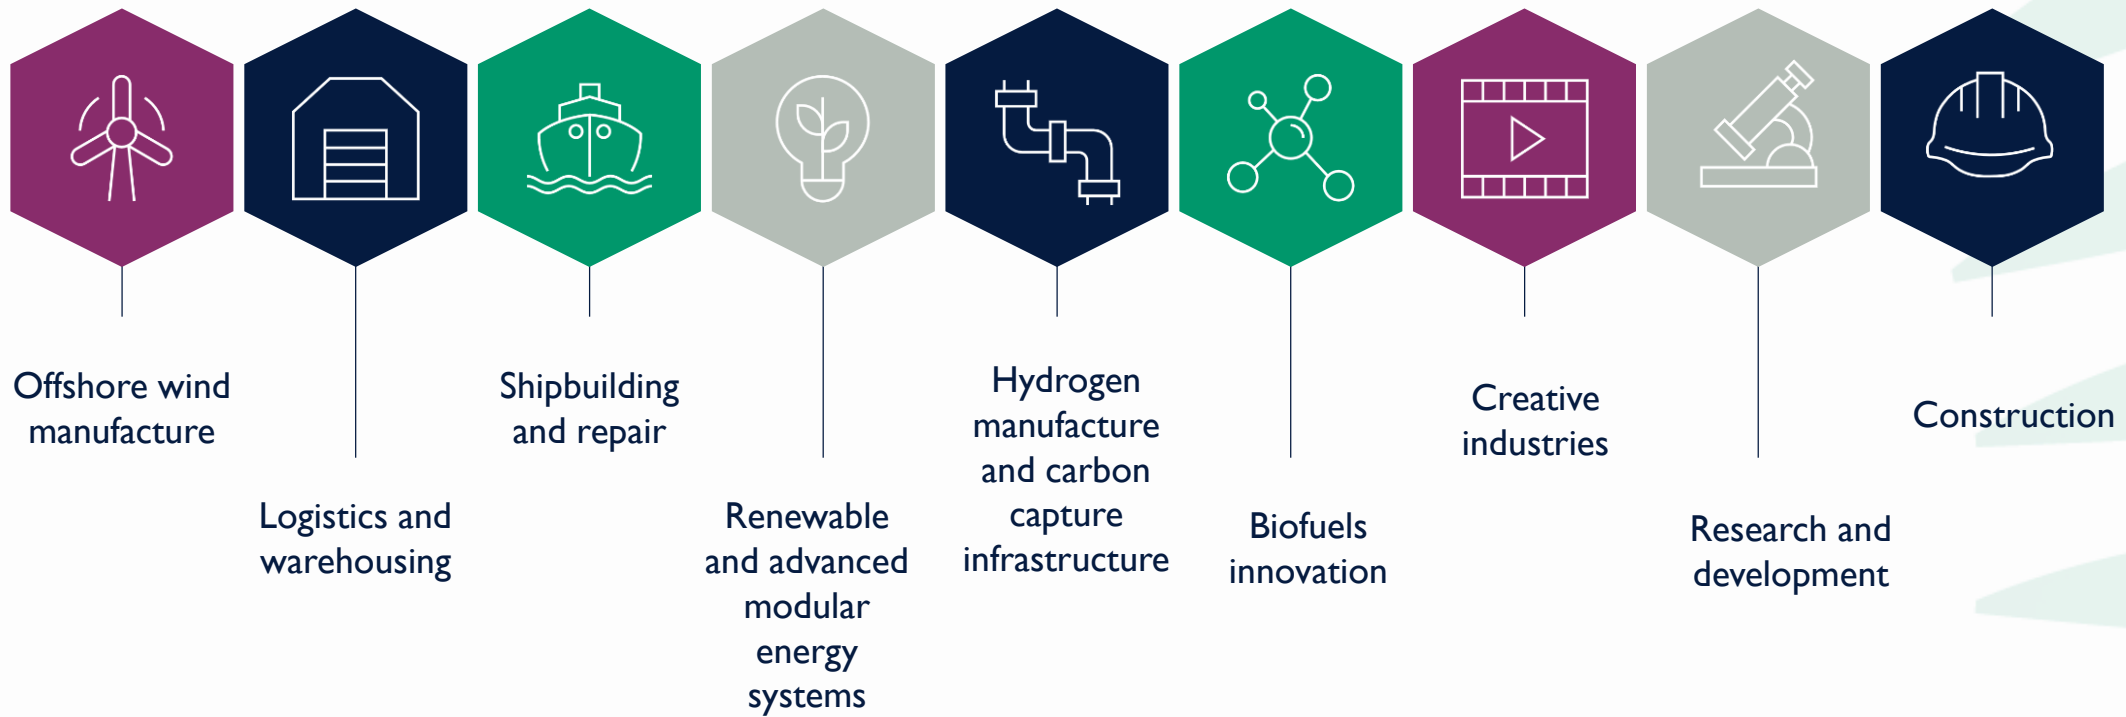 Offshore wind
manufacture
Logistics and
warehousing
Shipbuilding
and repair
Renewable
and advanced
modular
energy
systems
Hydrogen
manufacture
and carbon
capture
infrastructure
Biofuels
innovation
Creative
industries
Research and
development
Construction